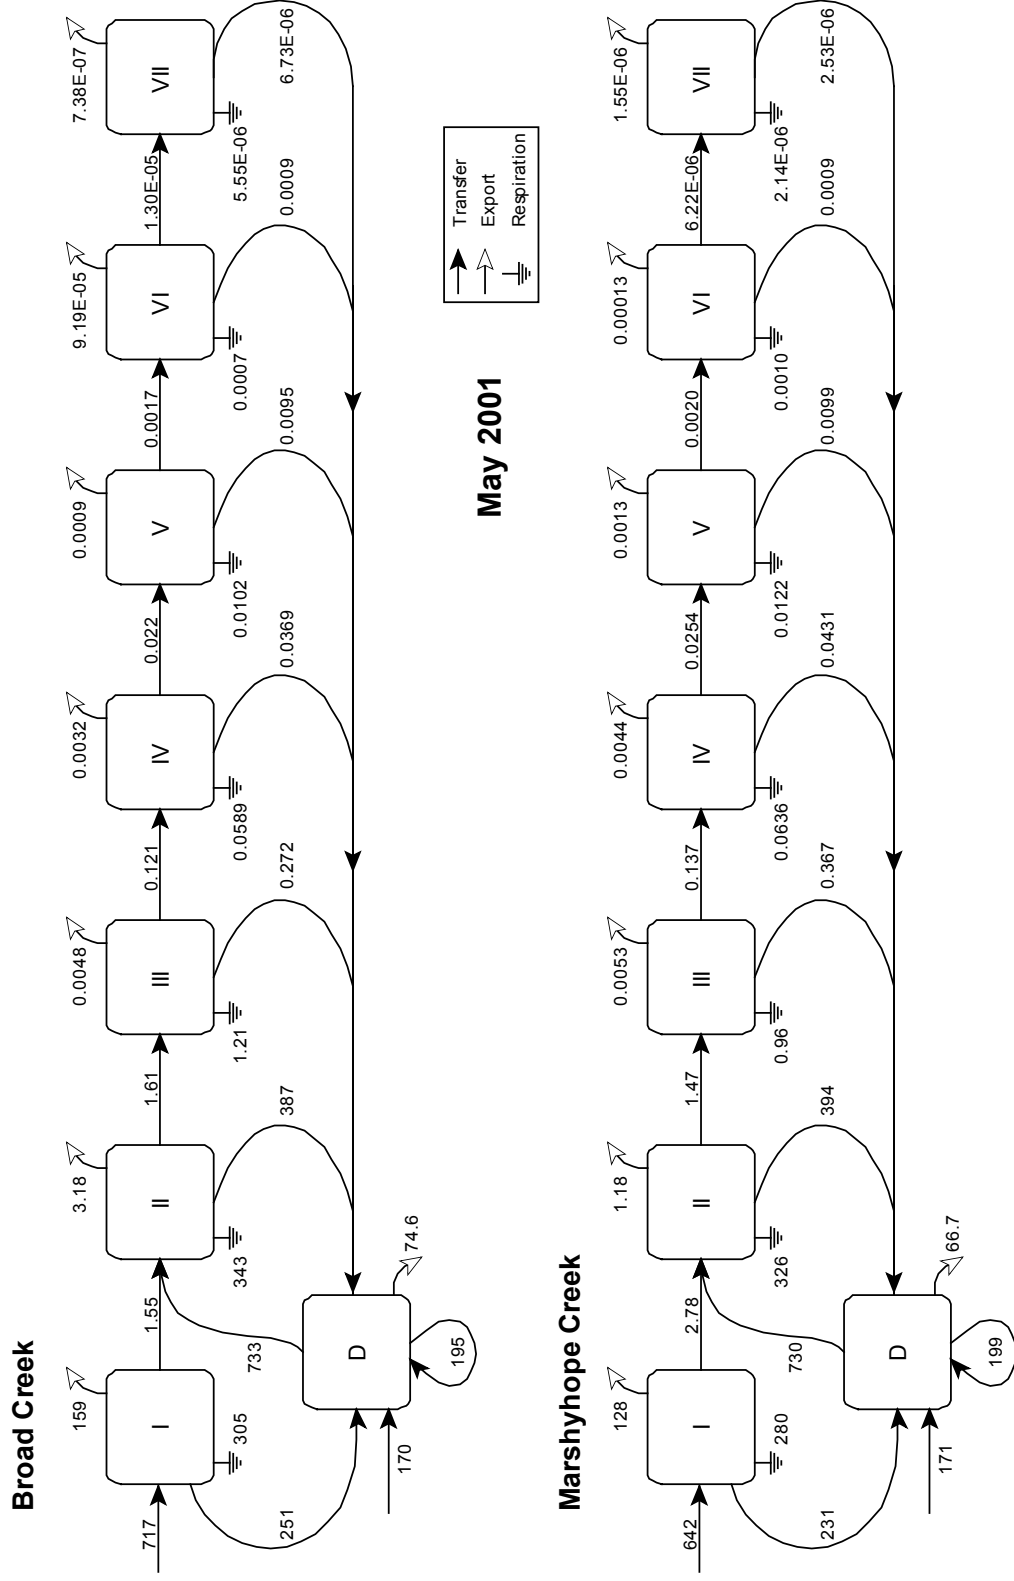 Broad Creek
717
159
305
1.55
251
733
170
D
195
74.6
I
3.18
II
343
1.61
387
0.0048
III
1.21
0.121
0.272
0.0032
IV
0.0589
0.022
0.0369
0.0009
V
0.0102
0.0017
0.0095
9.19E-05
VI
0.0007
1.30E-05
0.0009
7.38E-07
VII
5.55E-06
6.73E-06
May 2001
Transfer
Export
Respiration
Marshyhope Creek
642
128
I
280
2.78
231
730
171
D
199
66.7
1.18
II
326
1.47
394
0.0053
III
0.96
0.137
0.367
0.0044
IV
0.0636
0.0254
0.0431
0.0013
V
0.0122
0.0020
0.0099
0.00013
VI
0.0010
6.22E-06
0.0009
1.55E-06
VII
2.14E-06
2.53E-06